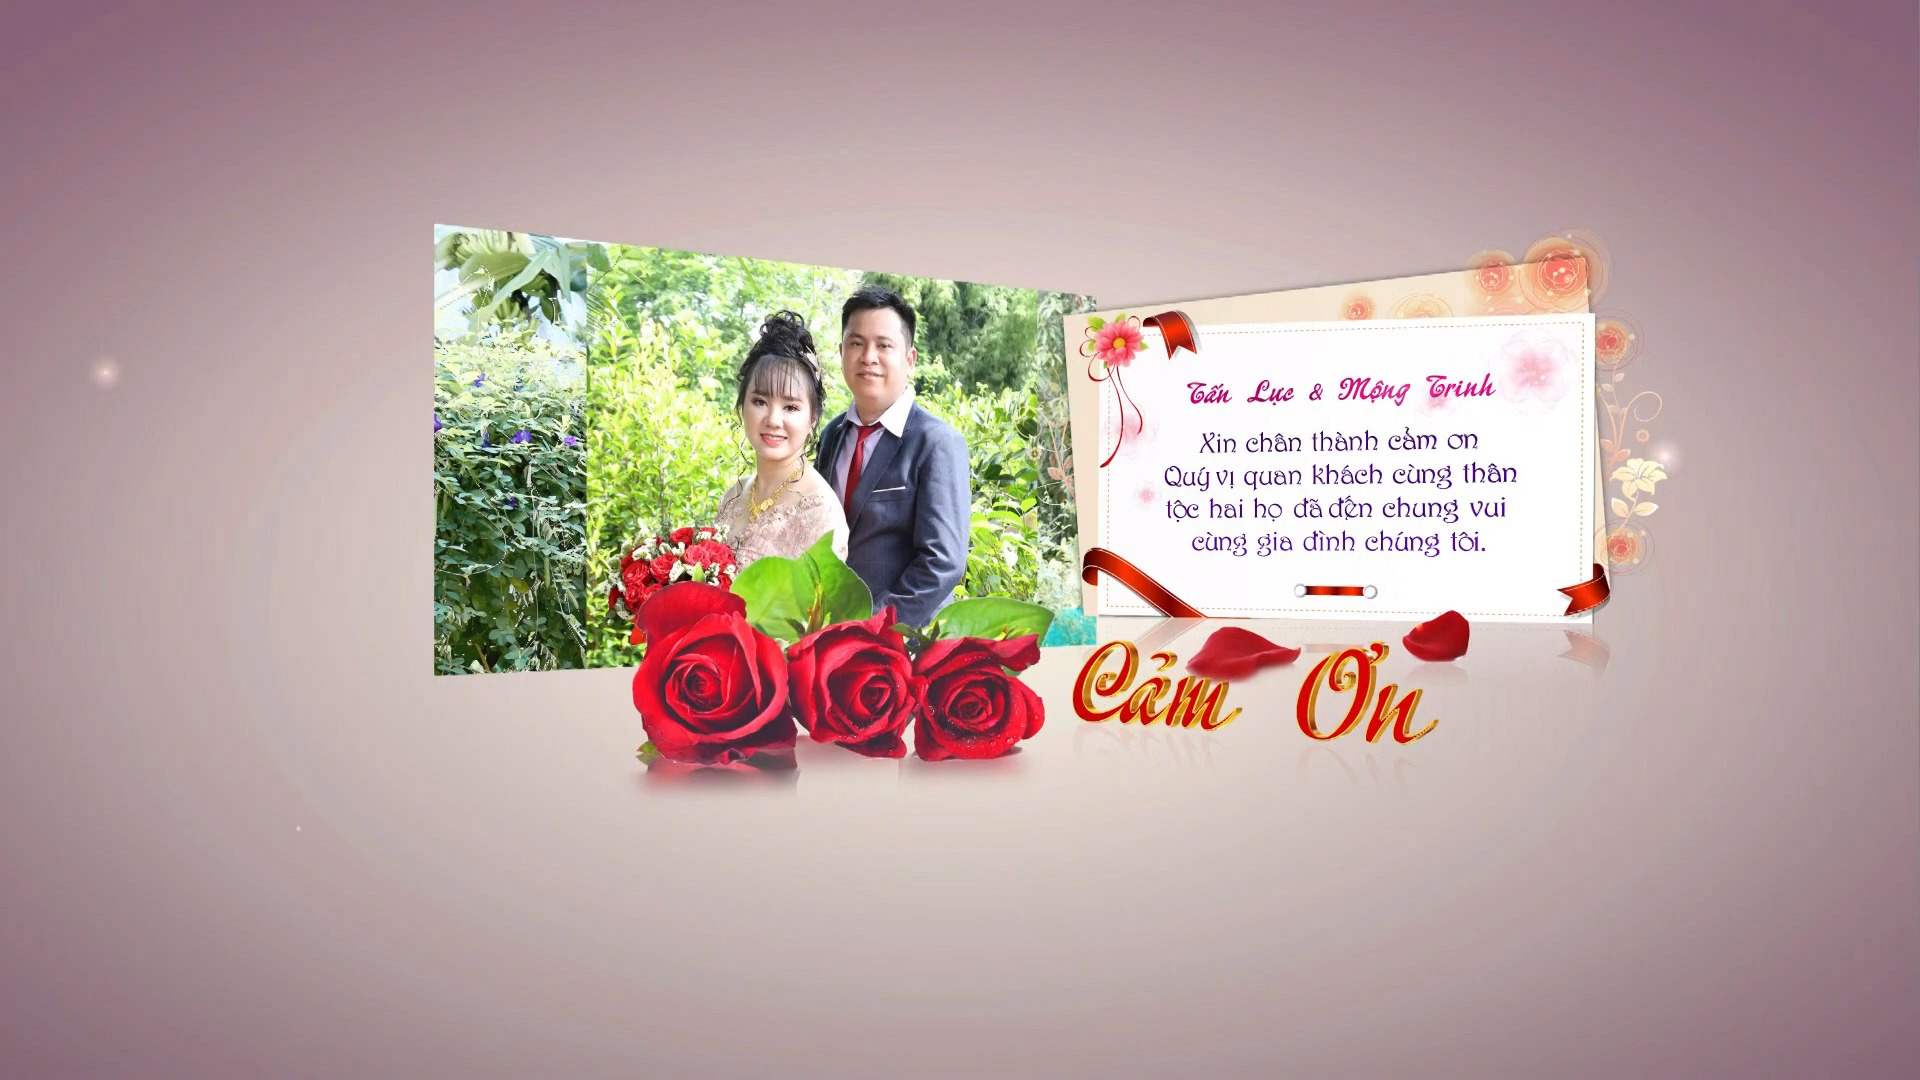 Tấn Lực & Mộng Trinh
Xin chân thành cảm ơn
Quý vị quan khách cùng thân
tộc hai họ đã đến chung vui
cùng gia đình chúng tôi.
Cảm Ơn